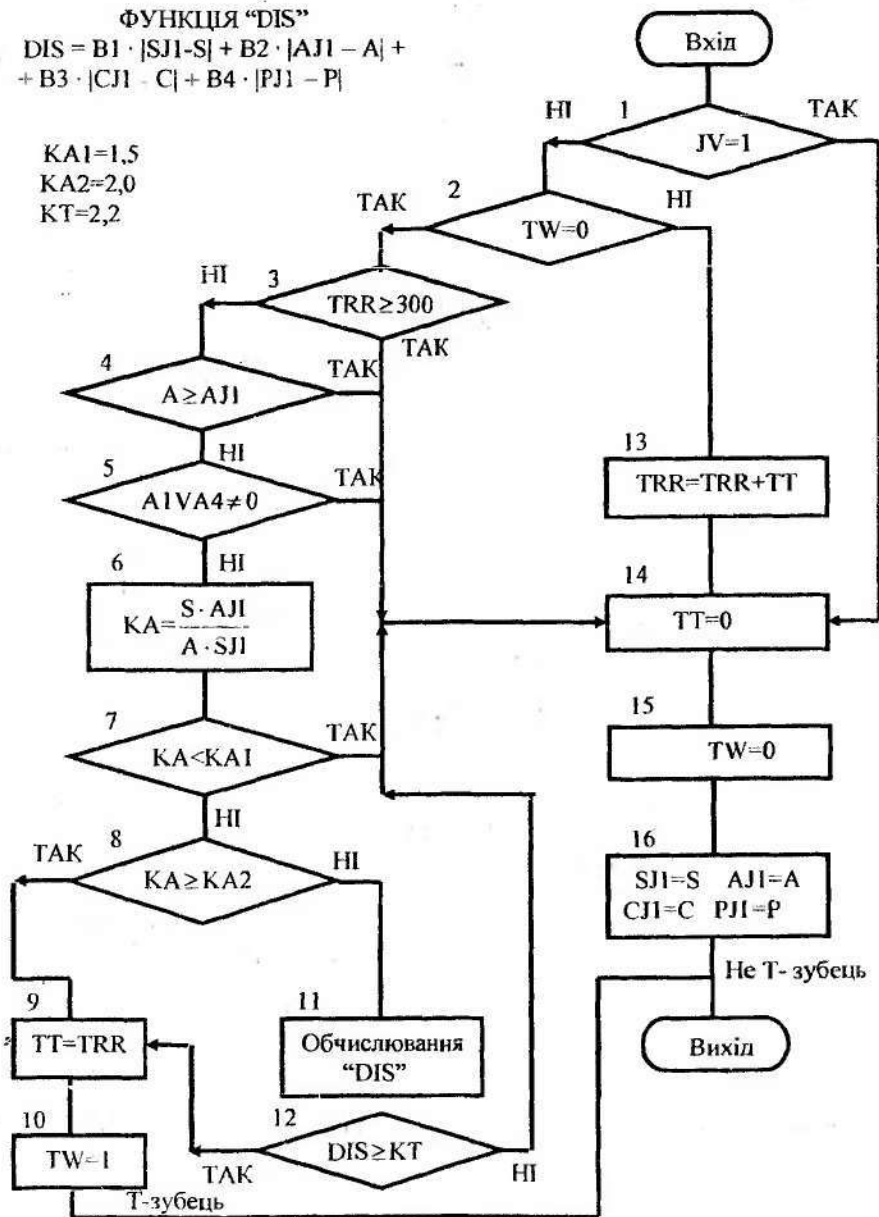 ФУНКЦІЯ "DIS"
DIS = B1 · |SJ1-S| + B2 · |AJ1 – A| +
+ B3 · |CJ1 - C| + B4 · |PJ1 – P|
KA1=1,5
KA2=2,0
KT=2,2
Вхід
1
НІ
ТАК
JV=1
2
ТАК
НІ
TW=0
3
НІ
TRR≥300
ТАК
4
ТАК
A≥AJ1
НІ
5
ТАК
A1VA4≠0
НІ
6
KA=
S · AJ1
A · SJ1
7
ТАК
KA<KA1
НІ
8
ТАК
НІ
KA≥KA2
9
TT=TRR
10
TW=1
Т-зубець
11
Обчислювання
"DIS"
12
DIS≥KT
ТАК
НІ
13
TRR=TRR+TT
14
TT=0
15
TW=0
16
SJ1=S AJ1=A
CJ1=C PJ1=P
Не Т- зубець
Вихід